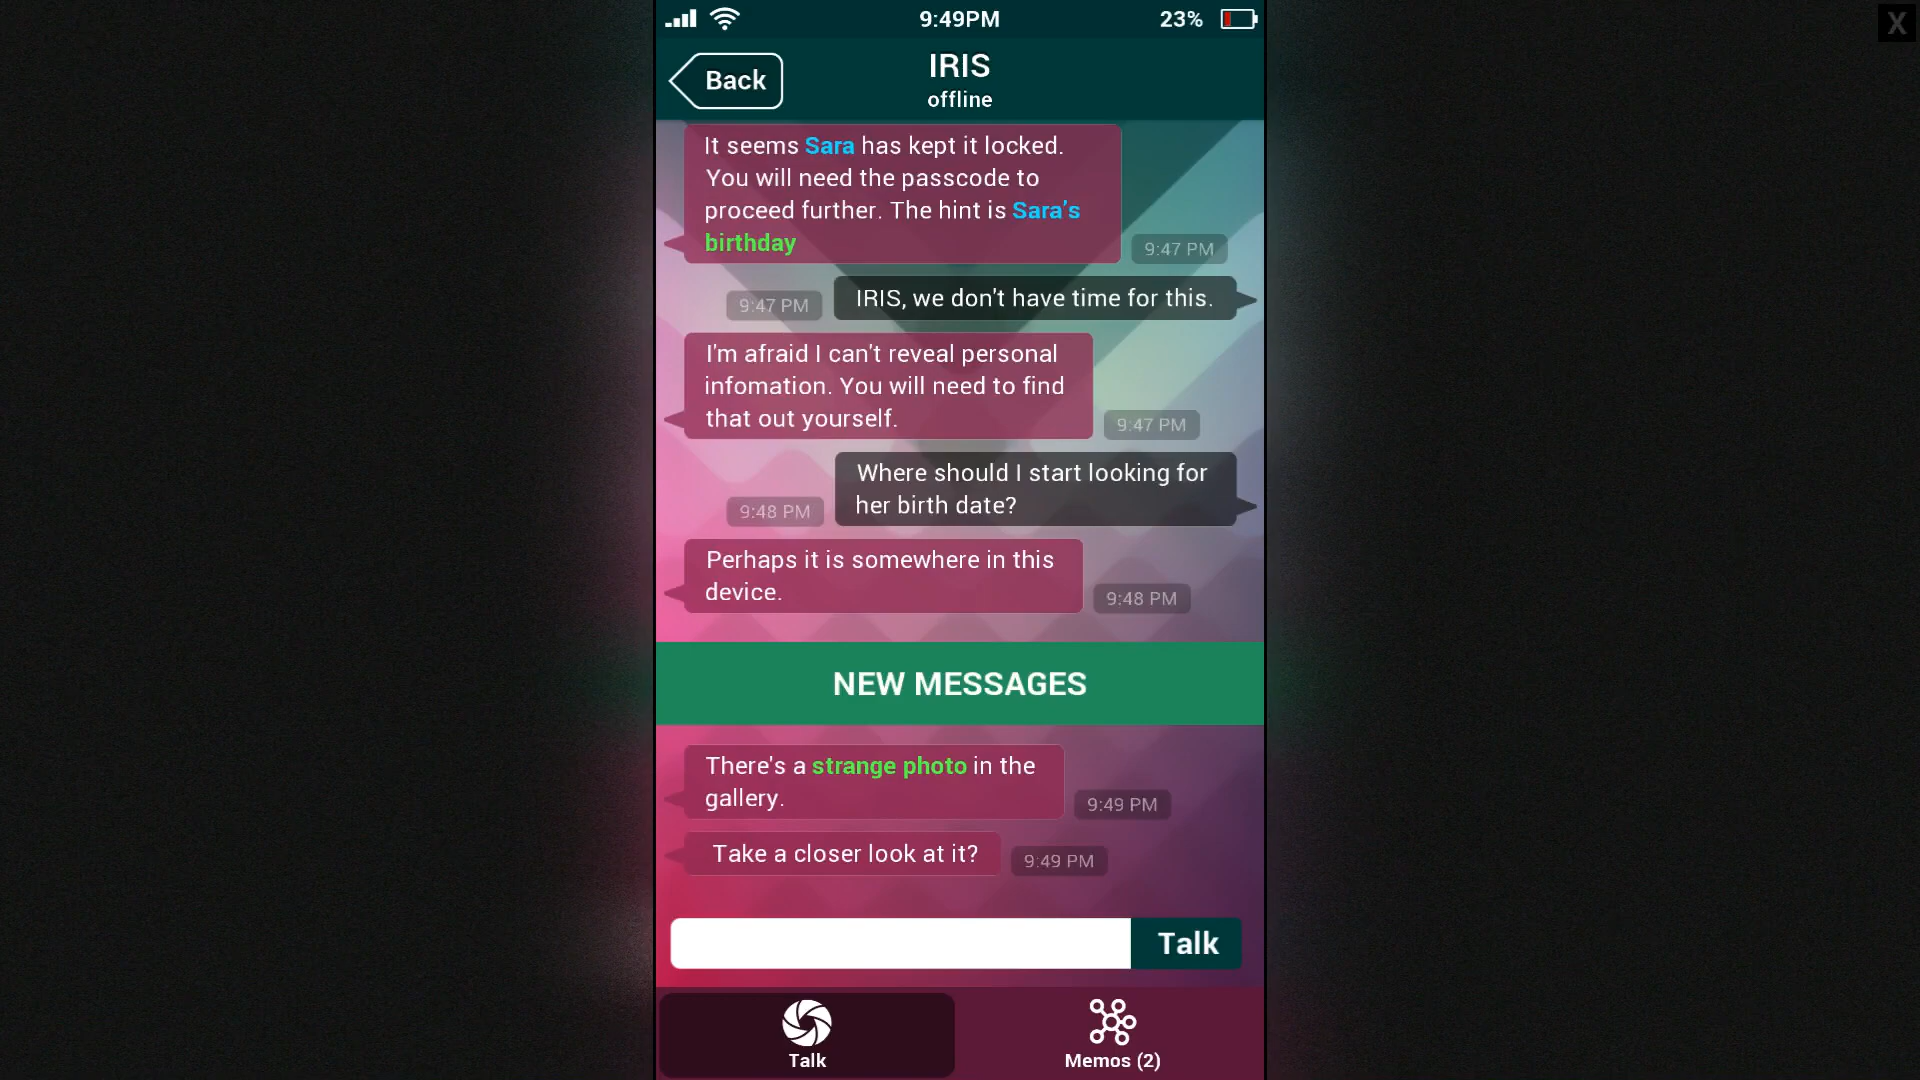 9:49PM
23%
X
Back
IRIS
offline
It seems Sara has kept it locked.
You will need the passcode to
proceed further. The hint is Sara's
birthday
9:47 PM
IRIS, we don't have time for this.
9:47 PM
I'm afraid I can't reveal personal
infomation. You will need to find
that out yourself.
9:47 PM
Where should I start looking for
her birth date?
9:48 PM
Perhaps it is somewhere in this
device.
9:48 PM
NEW MESSAGES
There's a strange photo in the
gallery.
9:49 PM
Take a closer look at it?
9:49 PM
Talk
Talk
Memos (2)